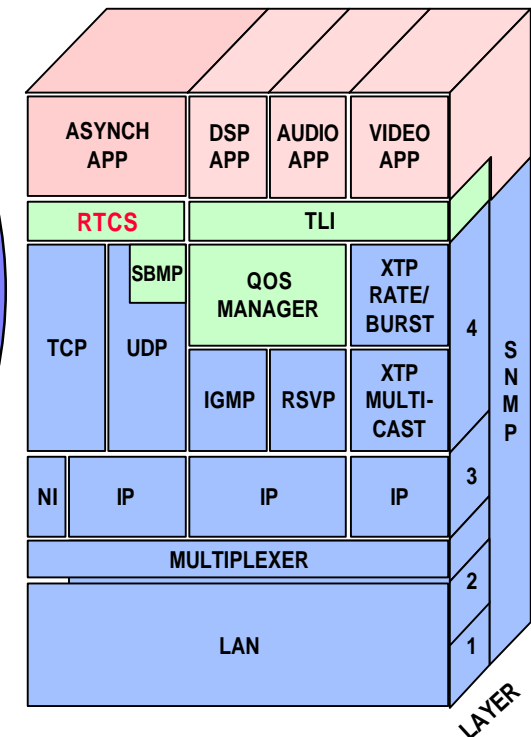 ASYNCH
APP
DSP
APP
AUDIO
APP
VIDEO
APP
RTCS
TLI
TCP
UDP
SBMP
QOS
MANAGER
XTP
RATE/
BURST
IGMP
RSVP
XTP
MULTI-
CAST
NI
IP
IP
IP
MULTIPLEXER
LAN
4
3
2
1
SNMP
LAYER